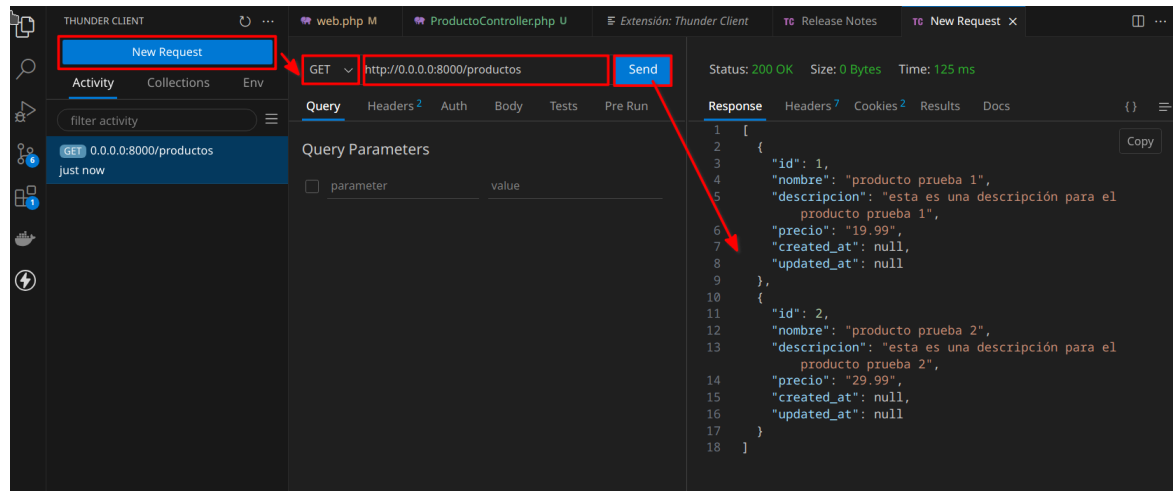 THUNDER CLIENT
web.php M
ProductoController.php U
Extensión: Thunder Client
TC Release Notes
TC New Request
New Request
Activity
Collections
Env
filter activity
GET 0.0.0.0:8000/productos
just now
6
1
GET
http://0.0.0.0:8000/productos
Send
Query
Headers 2
Auth
Body
Tests
Pre Run
Query Parameters
parameter
value
Status: 200 OK Size: 0 Bytes Time: 125 ms
Response
Headers 7
Cookies 2
Results
Docs
{}
Copy
1 [
2 {
3 "id": 1,
4 "nombre": "producto prueba 1",
5 "descripcion": "esta es una descripción para el
producto prueba 1",
6 "precio": "19.99",
7 "created_at": null,
8 "updated_at": null
9 },
10 {
11 "id": 2,
12 "nombre": "producto prueba 2",
13 "descripcion": "esta es una descripción para el
producto prueba 2",
14 "precio": "29.99",
15 "created_at": null,
16 "updated_at": null
17 }
18 ]